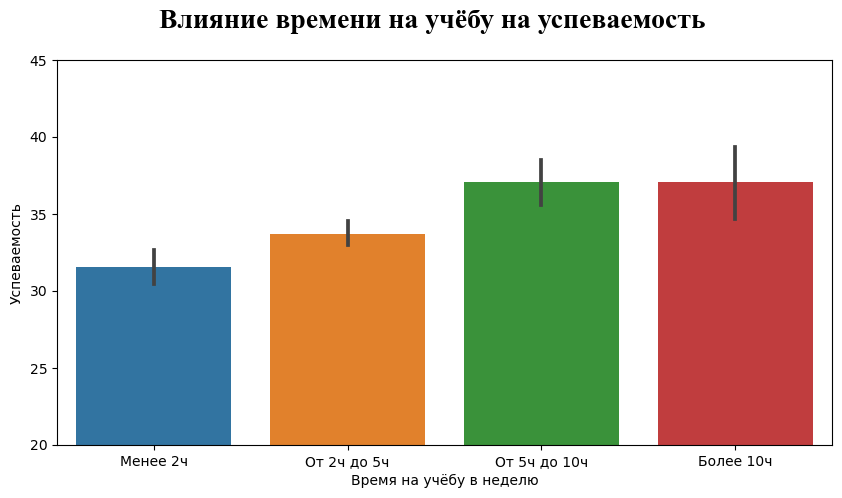 Влияние времени на учёбу на успеваемость
45
40
35
30
25
20
Успеваемость
Менее 2ч
От 2ч до 5ч
От 5ч до 10ч
Более 10ч
Время на учёбу в неделю